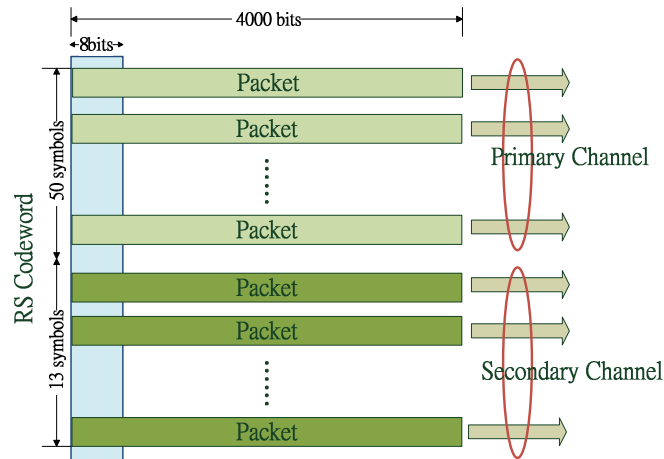 4000 bits
8bits
Packet
Packet
Primary Channel
50 symbols
Packet
RS Codeword
Packet
Packet
13 symbols
Secondary Channel
Packet